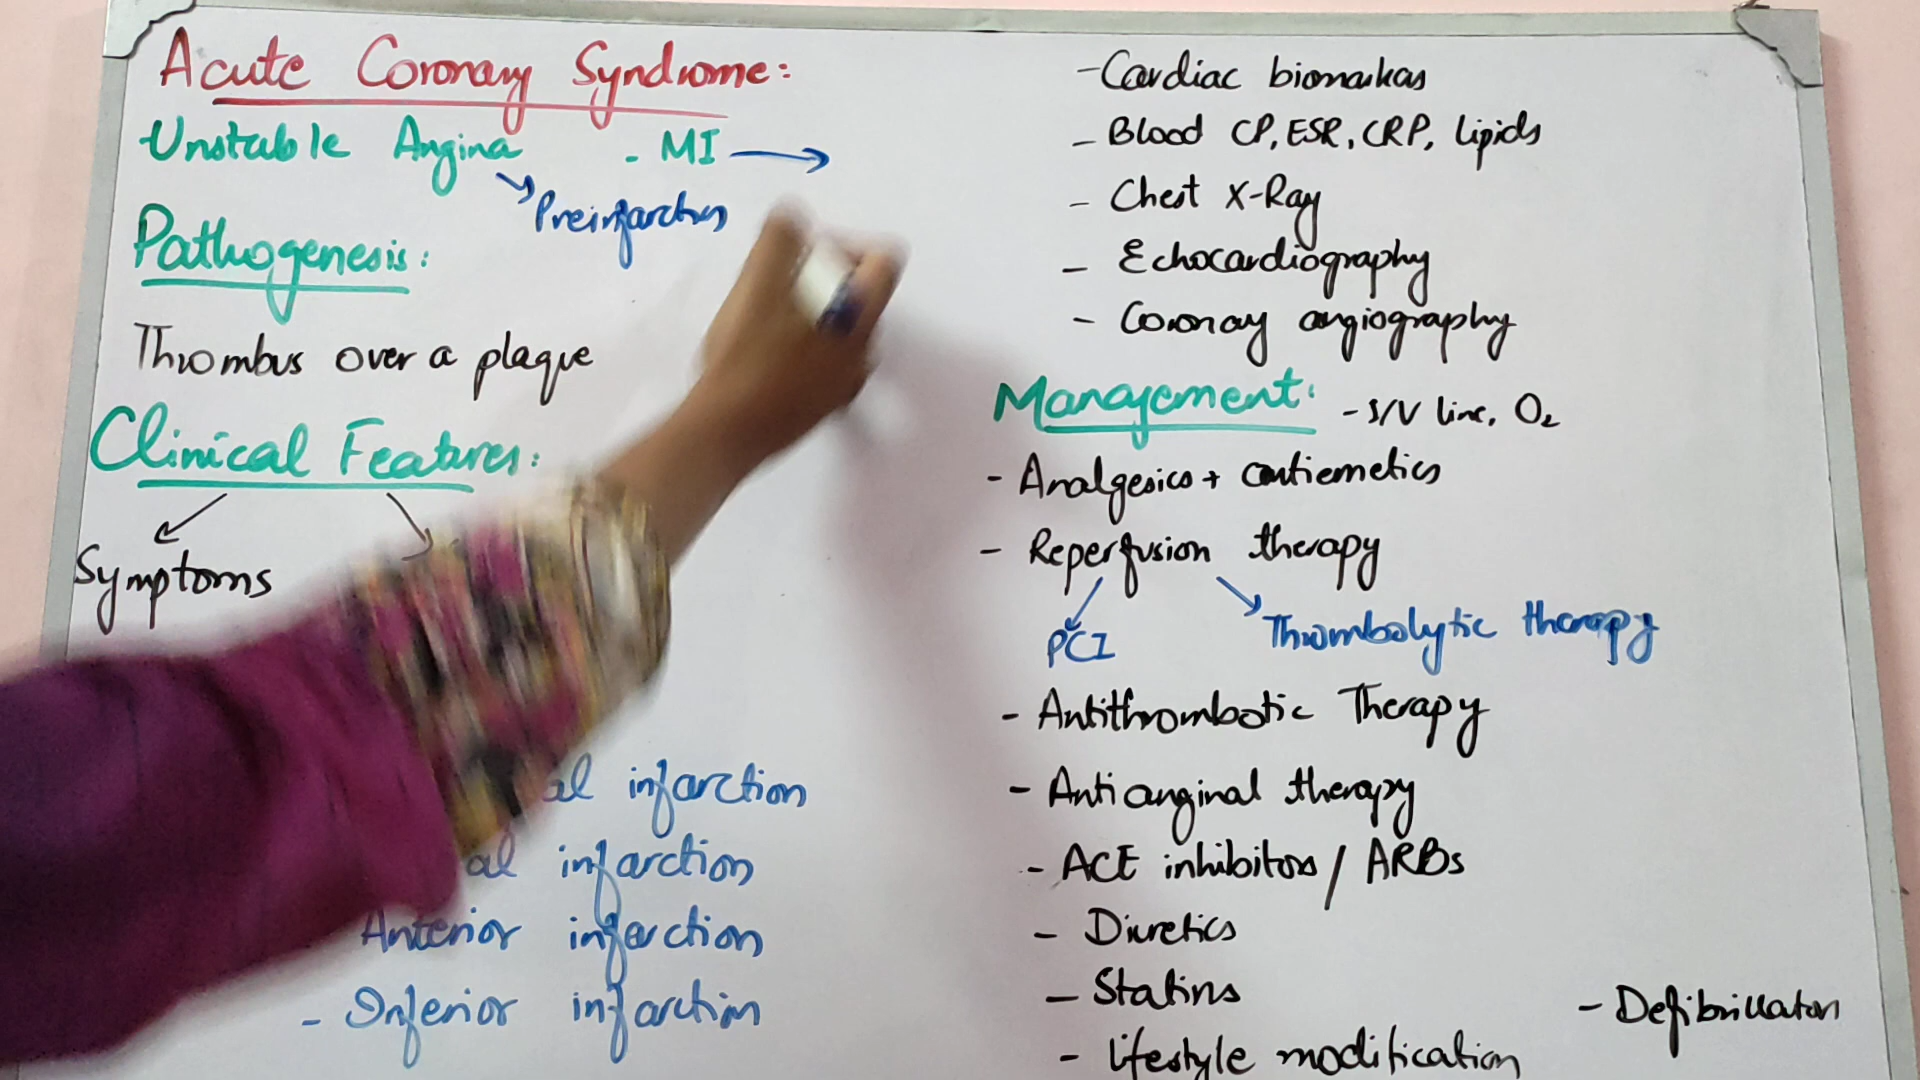 Acute Coronary Syndrome:
Unstable Angina - MI
Preinfarction
Pathogenesis:
Thrombus over a plaque
Clinical Features:
Symptoms
al infarction
al infarction
Anterior infarction
- Inferior infarction
- Cardiac biomarkers
- Blood CP, ESR, CRP, lipids
- Chest X-Ray
- Echocardiography
- Coronary angiography
Management: - I/V line, O2
- Analgesics + antiemetics
- Reperfusion therapy
PCI Thrombolytic therapy
- Antithrombotic Therapy
- Antianginal therapy
- ACE inhibitors / ARBs
- Diuretics
- Statins
- Defibrillator
- lifestyle modification